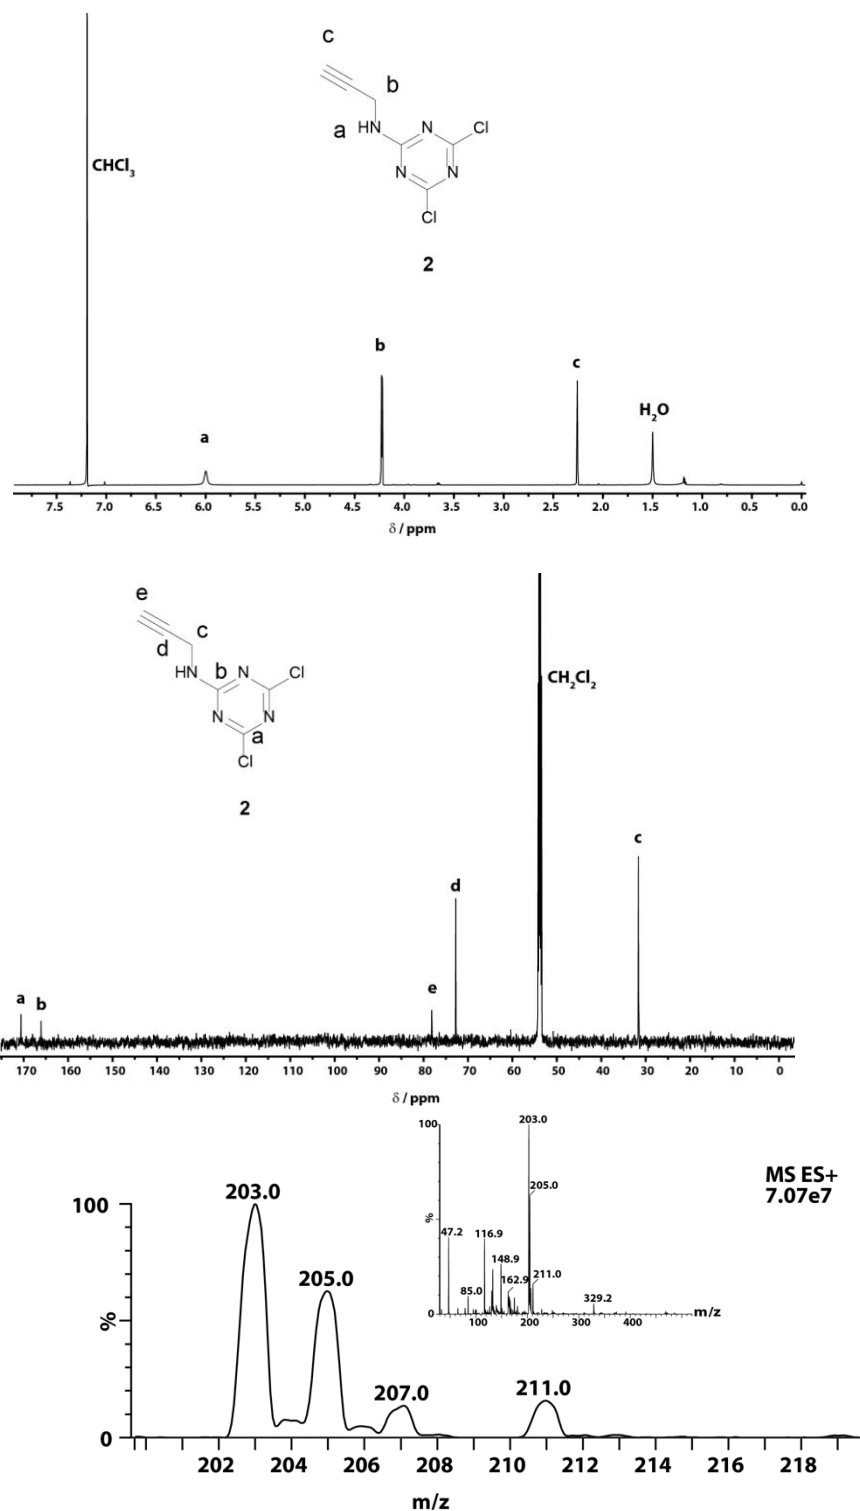 c
b
a HN N Cl
N N
Cl
CHCl3
2
b
c
H2O
a
7.5 7.0 6.5 6.0 5.5 5.0 4.5 4.0 3.5 3.0 2.5 2.0 1.5 1.0 0.5 0.0
δ / ppm
e
c
d
HN b N Cl
N N
a
Cl
CH2Cl2
2
c
d
e
a b
170 160 150 140 130 120 110 100 90 80 70 60 50 40 30 20 10 0
δ / ppm
100 203.0
205.0
%
47.2 116.9
148.9
162.9 211.0
85.0 329.2
0 100 200 300 400 m/z
MS ES+
7.07e7
100 203.0
205.0
%
207.0 211.0
0
202 204 206 208 210 212 214 216 218
m/z